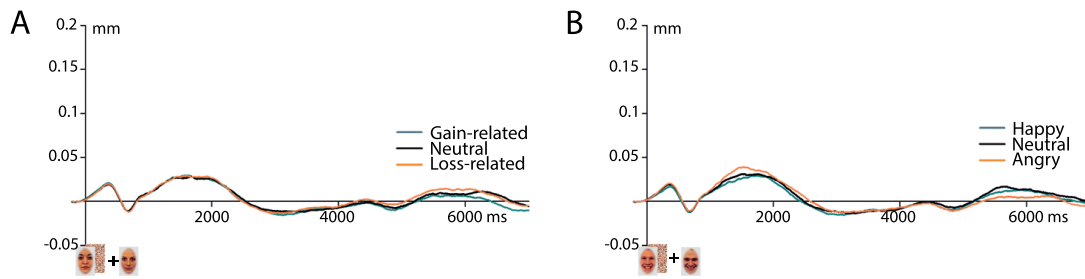 A
0.2
mm
0.15
0.1
0.05
-0.05
Gain-related
Neutral
Loss-related
2000
4000
6000 ms
+
B
0.2
mm
0.15
0.1
0.05
-0.05
Happy
Neutral
Angry
2000
4000
6000 ms
+